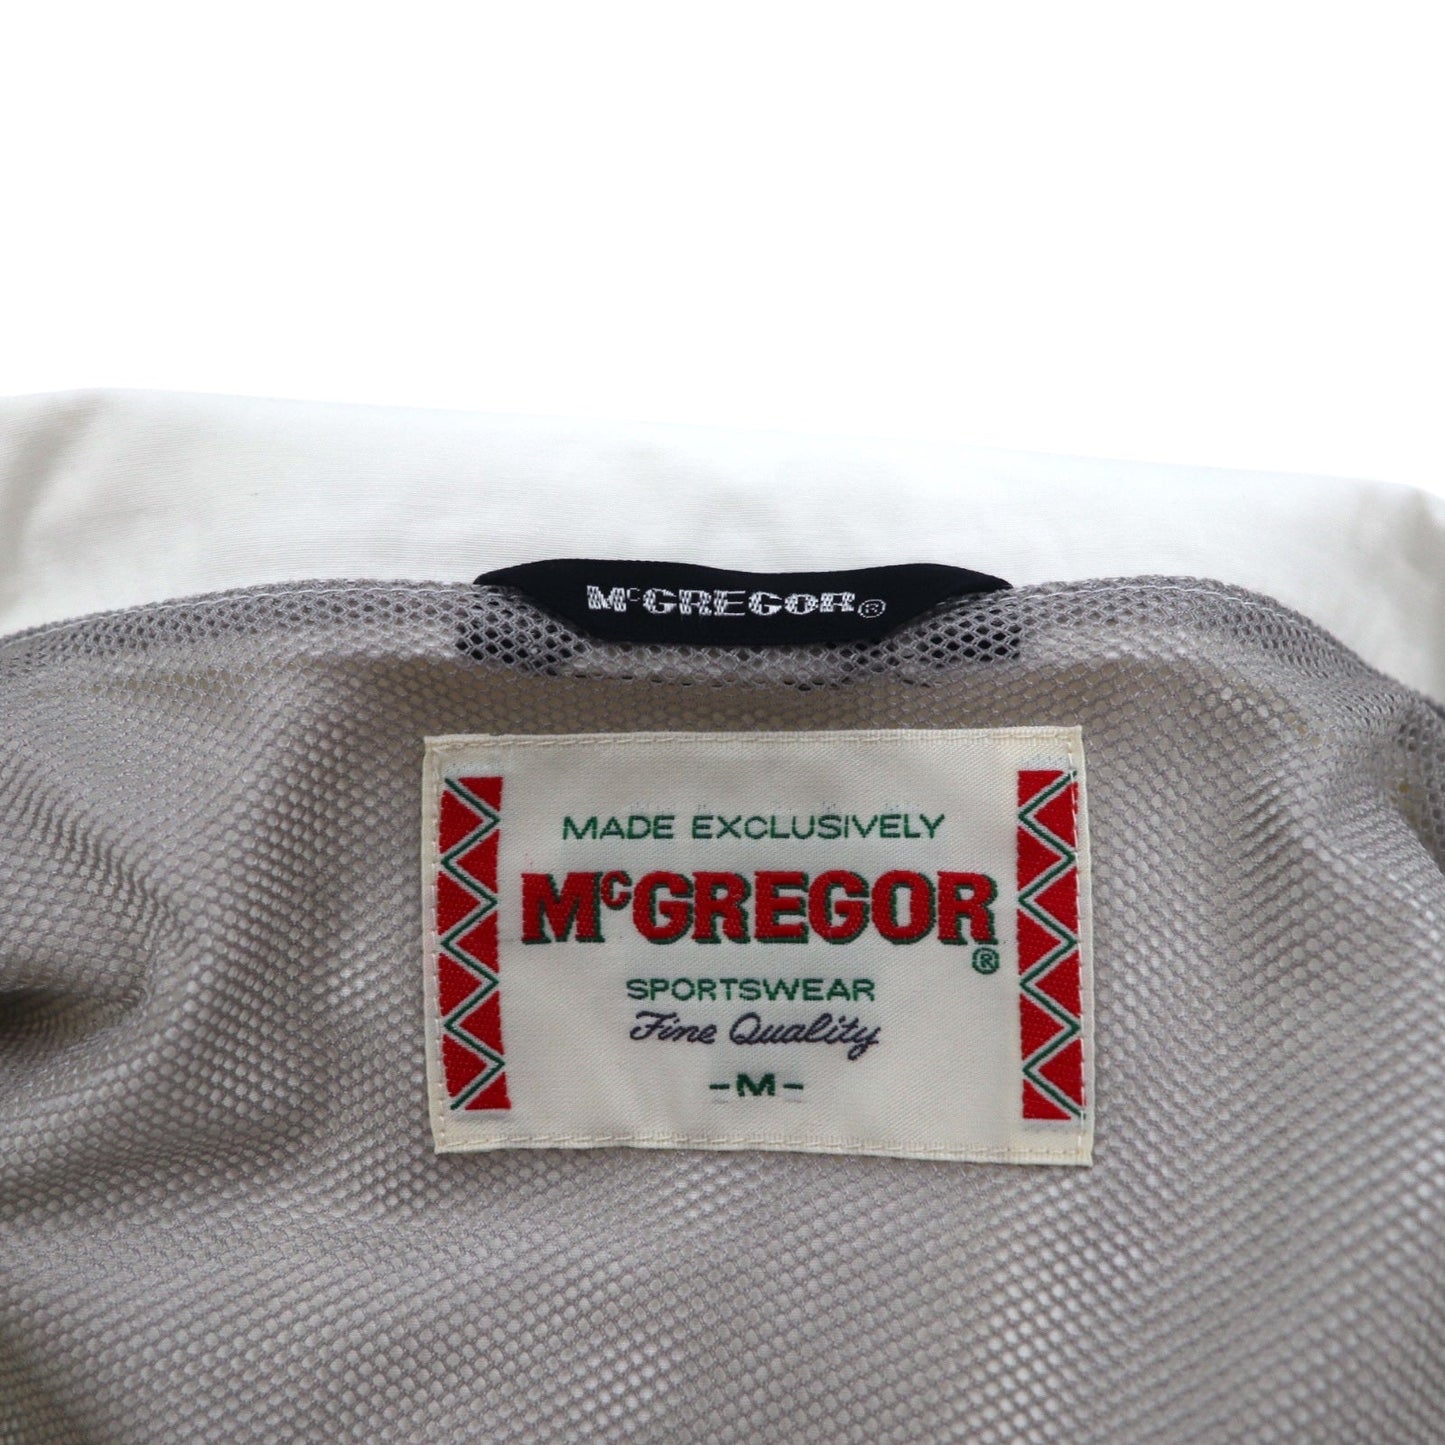 McGREGOR®
MADE EXCLUSIVELY
McGREGOR®
SPORTSWEAR
Fine Quality
-M-